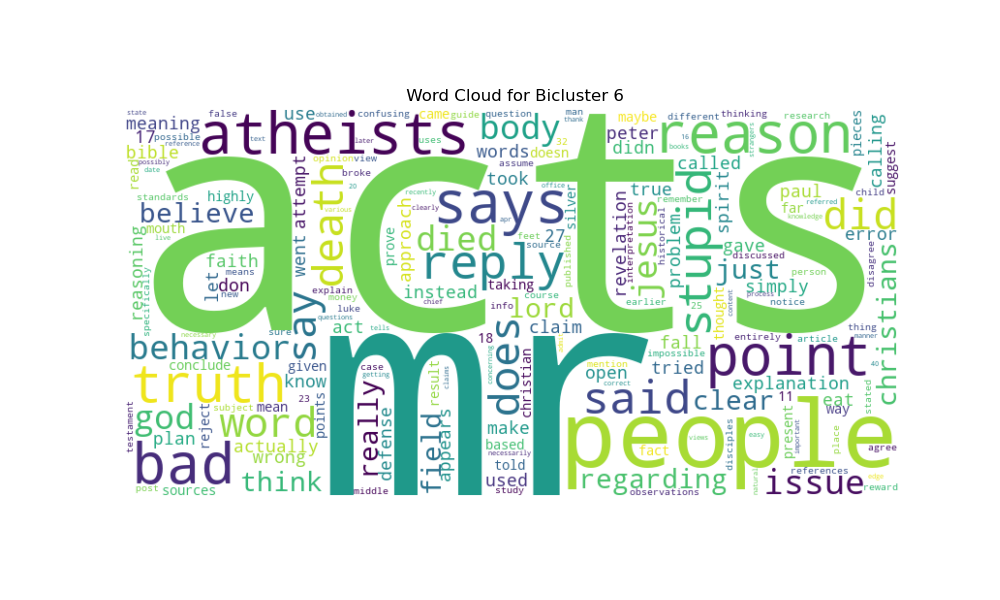 Word Cloud for Bicluster 6
state
false
use
obtained
confusing
came
guide
question
man
thank
maybe
different
thinking
research
meaning
17
possible
reference
possibly
date
bible
read
atheists
text
later
uses
body
words
doesn
32
assume
peter
didn
16
books
reason
strangers
pieces
calling
suggest
opinion
view
broke
20
various
death
attempt
went
recently
clearly
says
took
office
apr
silver
true
called
remember
spirit
paul
far
child
referred
knowledge
did
error
standards
highly
believe
mouth
live
reasoning
specifically
faith
let
don
means
new
acts
prove
approach
died
reply
27
feet
source
published
instead
taking
revelation
interpretation
jesus
historical
problem
earlier
stupid
25
gave
just
discussed
person
simply
process
notice
content
thought
disagree
christians
explain
money
luke
questions
say
sure
necessary
behavior
act
tells
chief
info
course
lord
18
claim
does
concerning
christian
fall
impossible
tried
entirely
article
thing
manner
point
40
conclude
given
truth
know
case
getting
mr
result
claims
open
mention
correct
said
clear
explanation
11
eat
way
stated
god
word
subject
mean
23
points
plan
reject
actually
wrong
testament
bad
think
post
sources
really
defense
middle
field
appears
make
based
necessarily
told
used
study
people
fact
views
disciples
easy
present
important
place
agree
regarding
observations
natural
issue
references
edge
reward